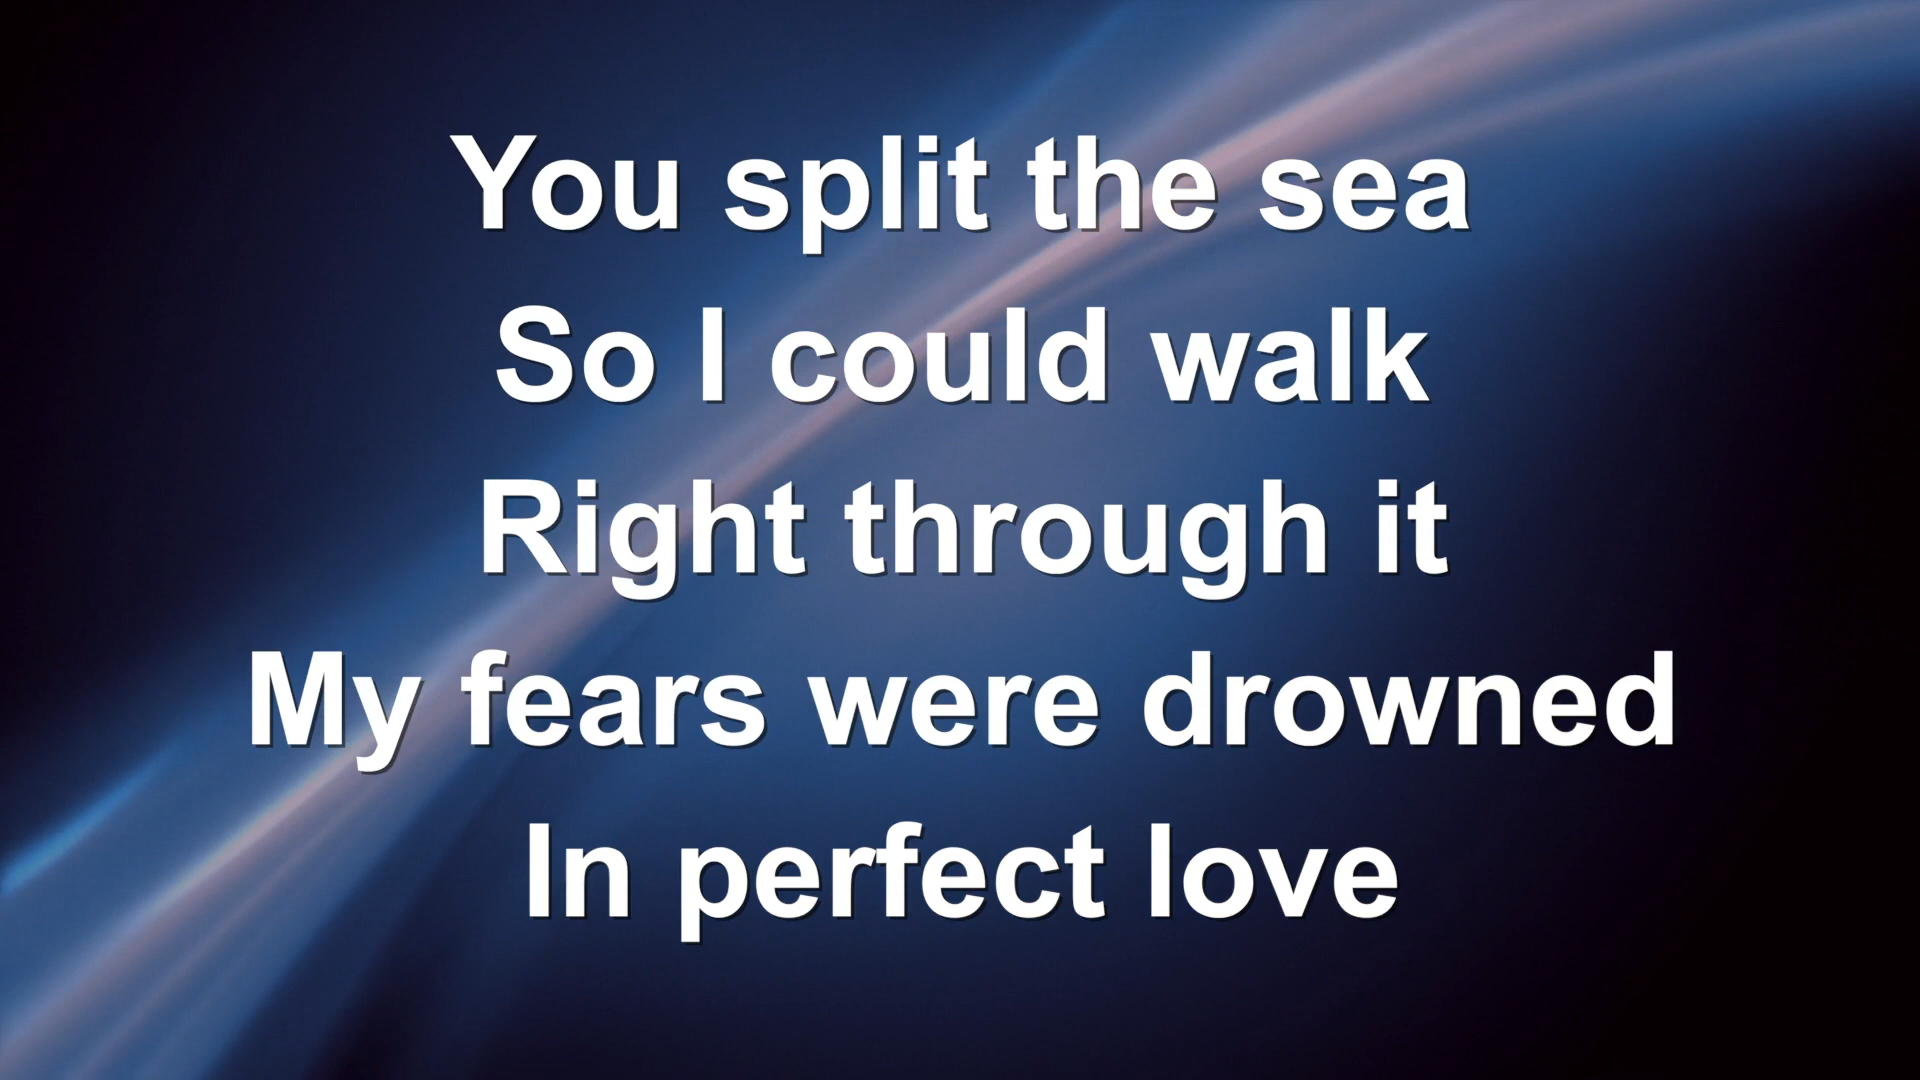 You split the sea
So I could walk
Right through it
My fears were drowned
In perfect love